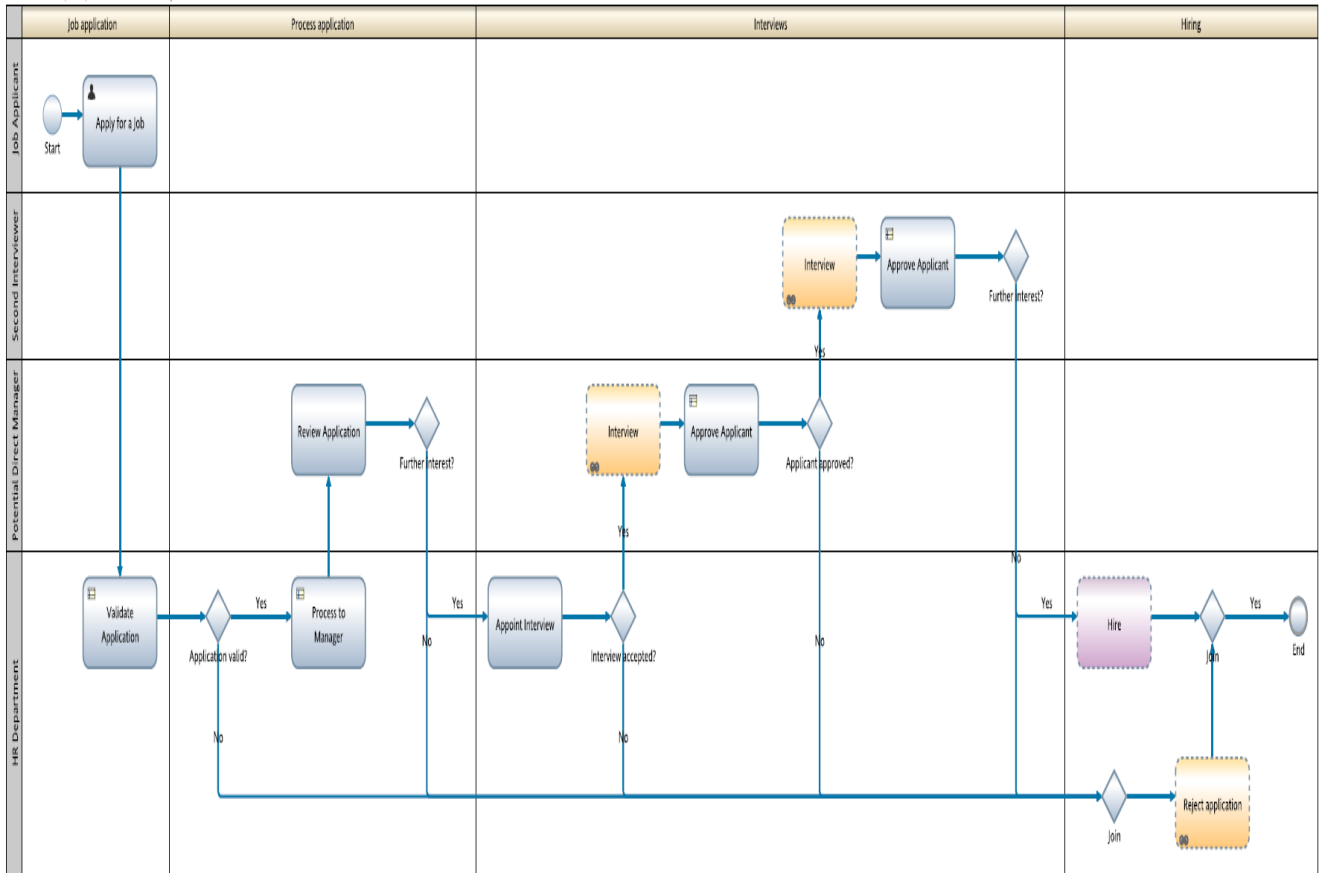 Job application
Process application
Interviews
Hiring
Job Applicant
Start
Apply for a Job
Second Interviewer
Interview
Approve Applicant
Further interest?
Yes
Potential Direct Manager
Review Application
Further interest?
Interview
Approve Applicant
Applicant approved?
Yes
No
HR Department
Validate
Application
Application valid?
Yes
Process to
Manager
No
Yes
Appoint Interview
Interview accepted?
No
Yes
Hire
Join
Yes
End
No
No
Join
Reject application